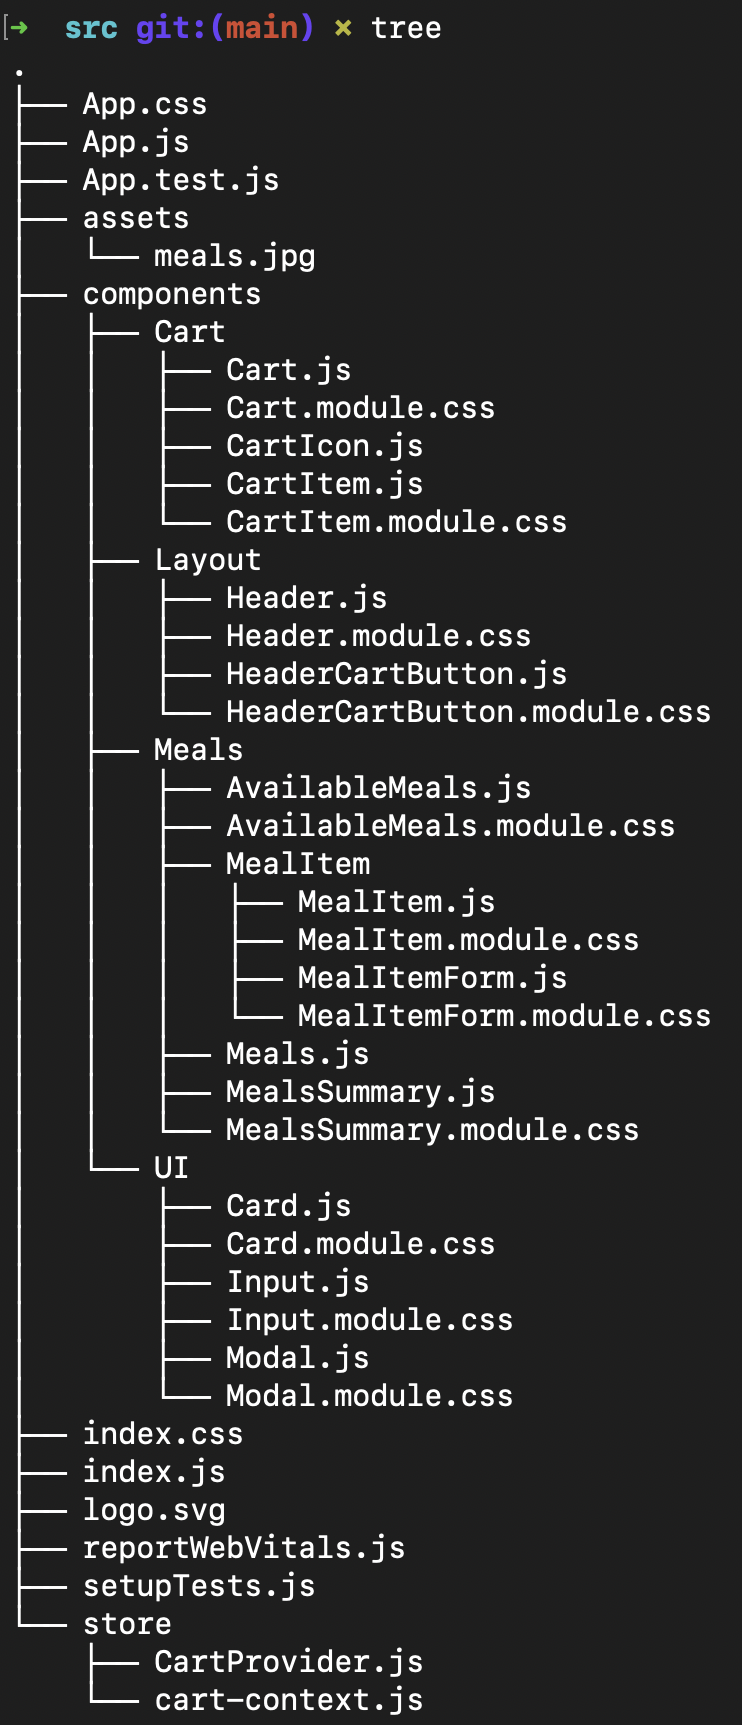 ➜  src git:(main) ✗ tree
.
├── App.css
├── App.js
├── App.test.js
├── assets
│   └── meals.jpg
├── components
│   ├── Cart
│   │   ├── Cart.js
│   │   ├── Cart.module.css
│   │   ├── CartIcon.js
│   │   ├── CartItem.js
│   │   └── CartItem.module.css
│   ├── Layout
│   │   ├── Header.js
│   │   ├── Header.module.css
│   │   ├── HeaderCartButton.js
│   │   └── HeaderCartButton.module.css
│   ├── Meals
│   │   ├── AvailableMeals.js
│   │   ├── AvailableMeals.module.css
│   │   ├── MealItem
│   │   │   ├── MealItem.js
│   │   │   ├── MealItem.module.css
│   │   │   ├── MealItemForm.js
│   │   │   └── MealItemForm.module.css
│   │   ├── Meals.js
│   │   ├── MealsSummary.js
│   │   └── MealsSummary.module.css
│   └── UI
│       ├── Card.js
│       ├── Card.module.css
│       ├── Input.js
│       ├── Input.module.css
│       ├── Modal.js
│       └── Modal.module.css
├── index.css
├── index.js
├── logo.svg
├── reportWebVitals.js
├── setupTests.js
└── store
    ├── CartProvider.js
    └── cart-context.js